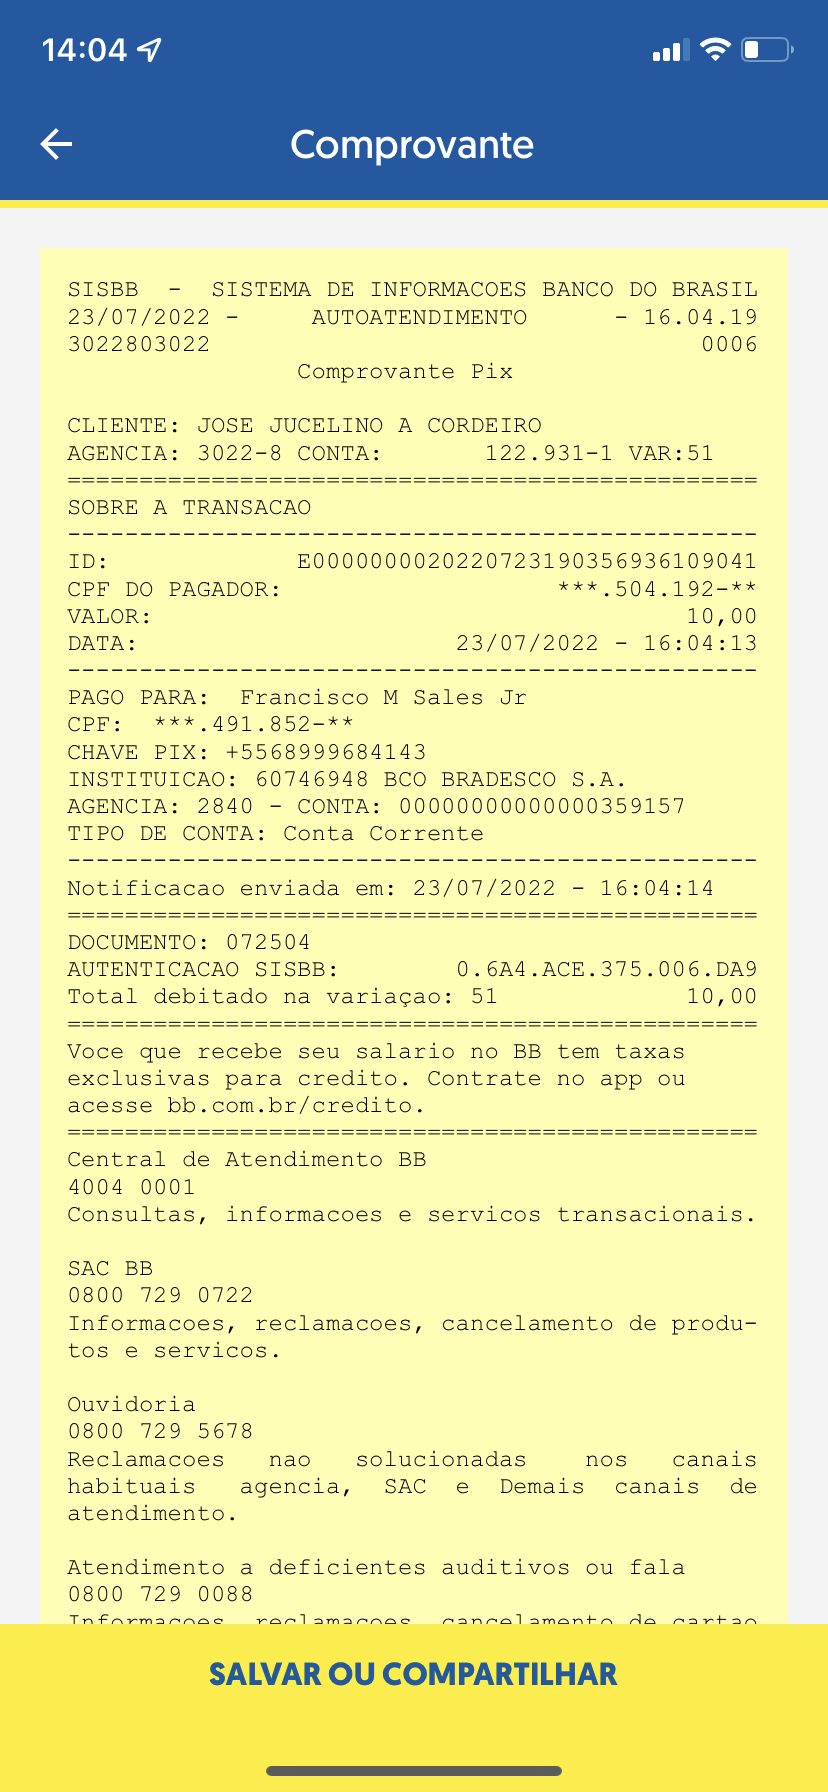 14:04
Comprovante
SISBB - SISTEMA DE INFORMACOES BANCO DO BRASIL
23/07/2022 - AUTOATENDIMENTO - 16.04.19
3022803022 0006
Comprovante Pix
CLIENTE: JOSE JUCELINO A CORDEIRO
AGENCIA: 3022-8 CONTA: 122.931-1 VAR:51
================================================
SOBRE A TRANSACAO
------------------------------------------------
ID: E0000000020220723190356936109041
CPF DO PAGADOR: ***.504.192-**
VALOR: 10,00
DATA: 23/07/2022 - 16:04:13
------------------------------------------------
PAGO PARA: Francisco M Sales Jr
CPF: ***.491.852-**
CHAVE PIX: +5568999684143
INSTITUICAO: 60746948 BCO BRADESCO S.A.
AGENCIA: 2840 - CONTA: 00000000000000359157
TIPO DE CONTA: Conta Corrente
------------------------------------------------
Notificacao enviada em: 23/07/2022 - 16:04:14
================================================
DOCUMENTO: 072504
AUTENTICACAO SISBB: 0.6A4.ACE.375.006.DA9
Total debitado na variaçao: 51 10,00
================================================
Voce que recebe seu salario no BB tem taxas
exclusivas para credito. Contrate no app ou
acesse bb.com.br/credito.
================================================
Central de Atendimento BB
4004 0001
Consultas, informacoes e servicos transacionais.
SAC BB
0800 729 0722
Informacoes, reclamacoes, cancelamento de produ-
tos e servicos.
Ouvidoria
0800 729 5678
Reclamacoes nao solucionadas nos canais
habituais agencia, SAC e Demais canais de
atendimento.
Atendimento a deficientes auditivos ou fala
0800 729 0088
Informacoes, reclamacoes, cancelamento de cartao
SALVAR OU COMPARTILHAR